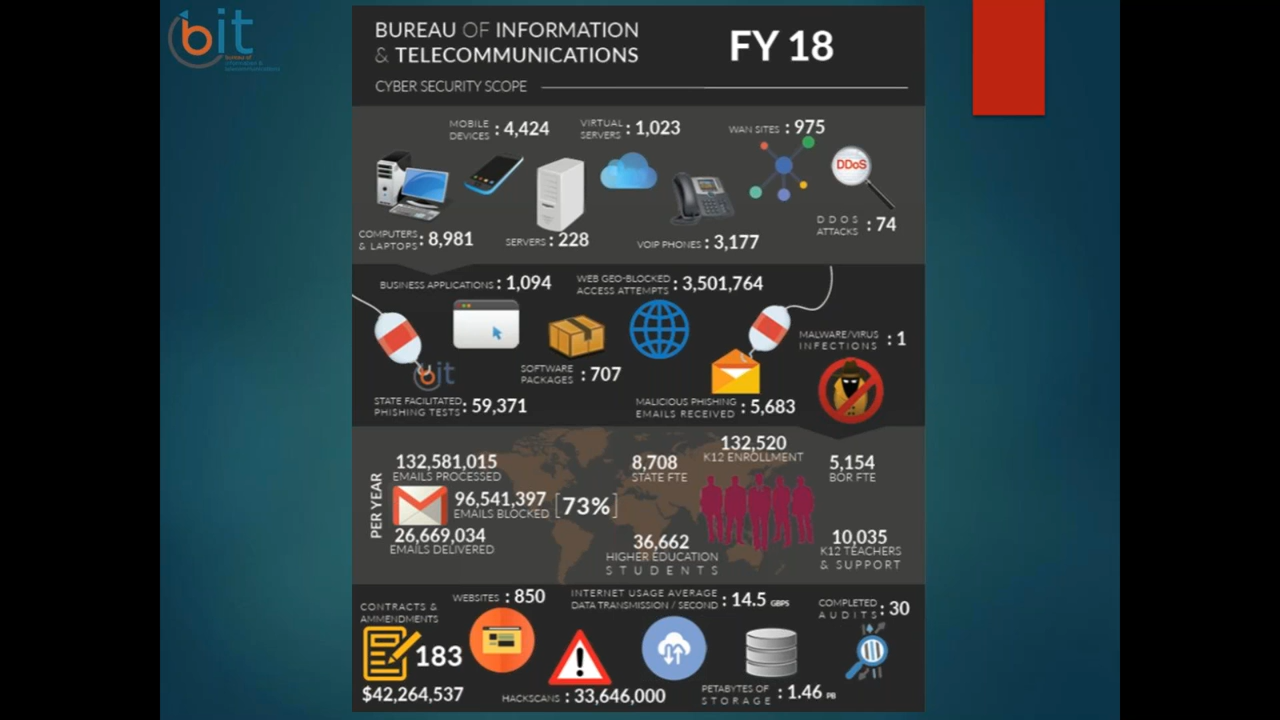 bit
BUREAU OF INFORMATION
& TELECOMMUNICATIONS
FY 18
CYBER SECURITY SCOPE
MOBILE
DEVICES : 4,424
VIRTUAL
SERVERS : 1,023
WAN SITES : 975
DDoS
COMPUTERS
& LAPTOPS : 8,981
SERVERS : 228
VOIP PHONES : 3,177
DDOS
ATTACKS : 74
BUSINESS APPLICATIONS : 1,094
WEB GEO-BLOCKED
ACCESS ATTEMPTS : 3,501,764
MALWARE/VIRUS
INFECTIONS : 1
bit
SOFTWARE
PACKAGES : 707
STATE FACILITATED
PHISHING TESTS : 59,371
MALICIOUS PHISHING
EMAILS RECEIVED : 5,683
PER YEAR
132,581,015
EMAILS PROCESSED
96,541,397
EMAILS BLOCKED
[73%]
26,669,034
EMAILS DELIVERED
8,708
STATE FTE
132,520
K12 ENROLLMENT
5,154
BOR FTE
36,662
HIGHER EDUCATION
STUDENTS
10,035
K12 TEACHERS
& SUPPORT
CONTRACTS &
AMMENDMENTS
183
$42,264,537
WEBSITES : 850
INTERNET USAGE AVERAGE
DATA TRANSMISSION / SECOND : 14.5 GBPS
COMPLETED
AUDITS : 30
HACKSCANS : 33,646,000
PETABYTES OF
STORAGE : 1.46 PB